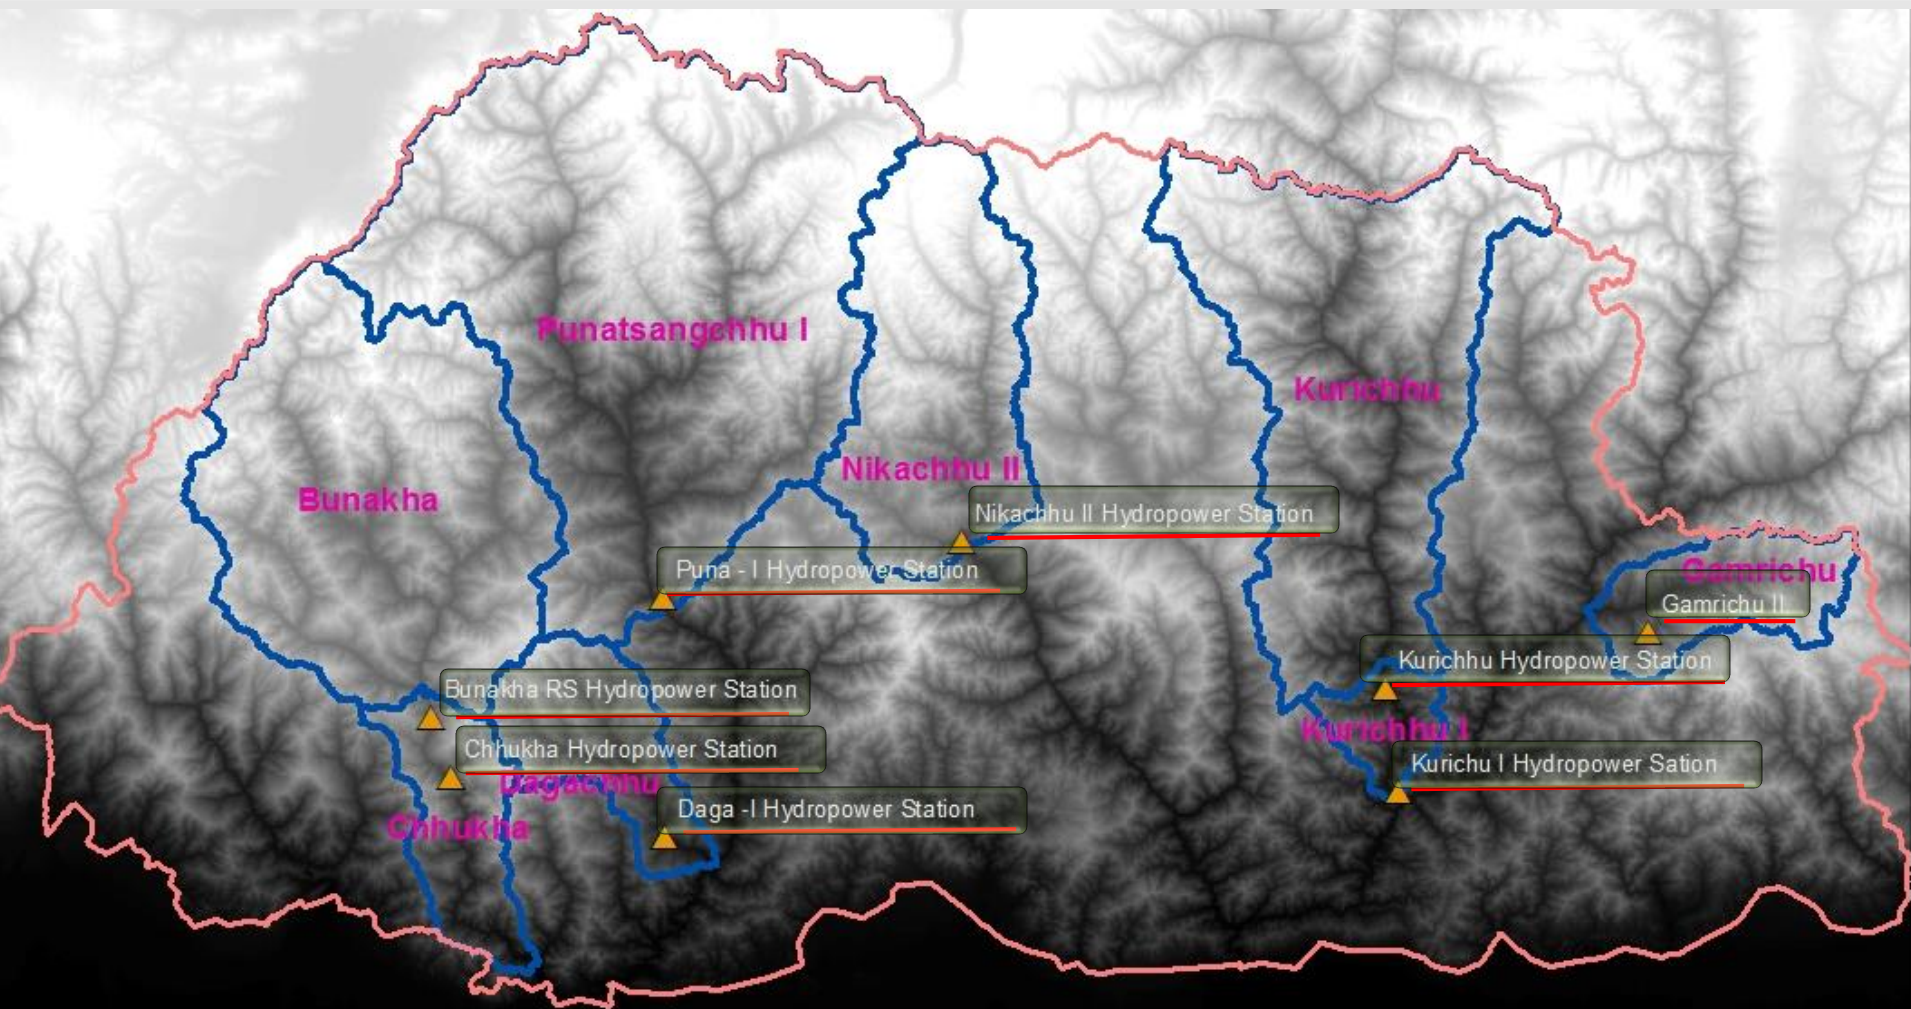 Punatsangchhu I
Kurichhu
Nikachhu II
Bunakha
Nikachhu II Hydropower Station
Puna - I Hydropower Station
Gamrichu
Gamrichu II
Kurichhu Hydropower Station
Bunakha RS Hydropower Station
Kurichhu I
Chhukha Hydropower Station
Kurichu I Hydropower Sation
Dagachhu
Daga -I Hydropower Station
Chhukha